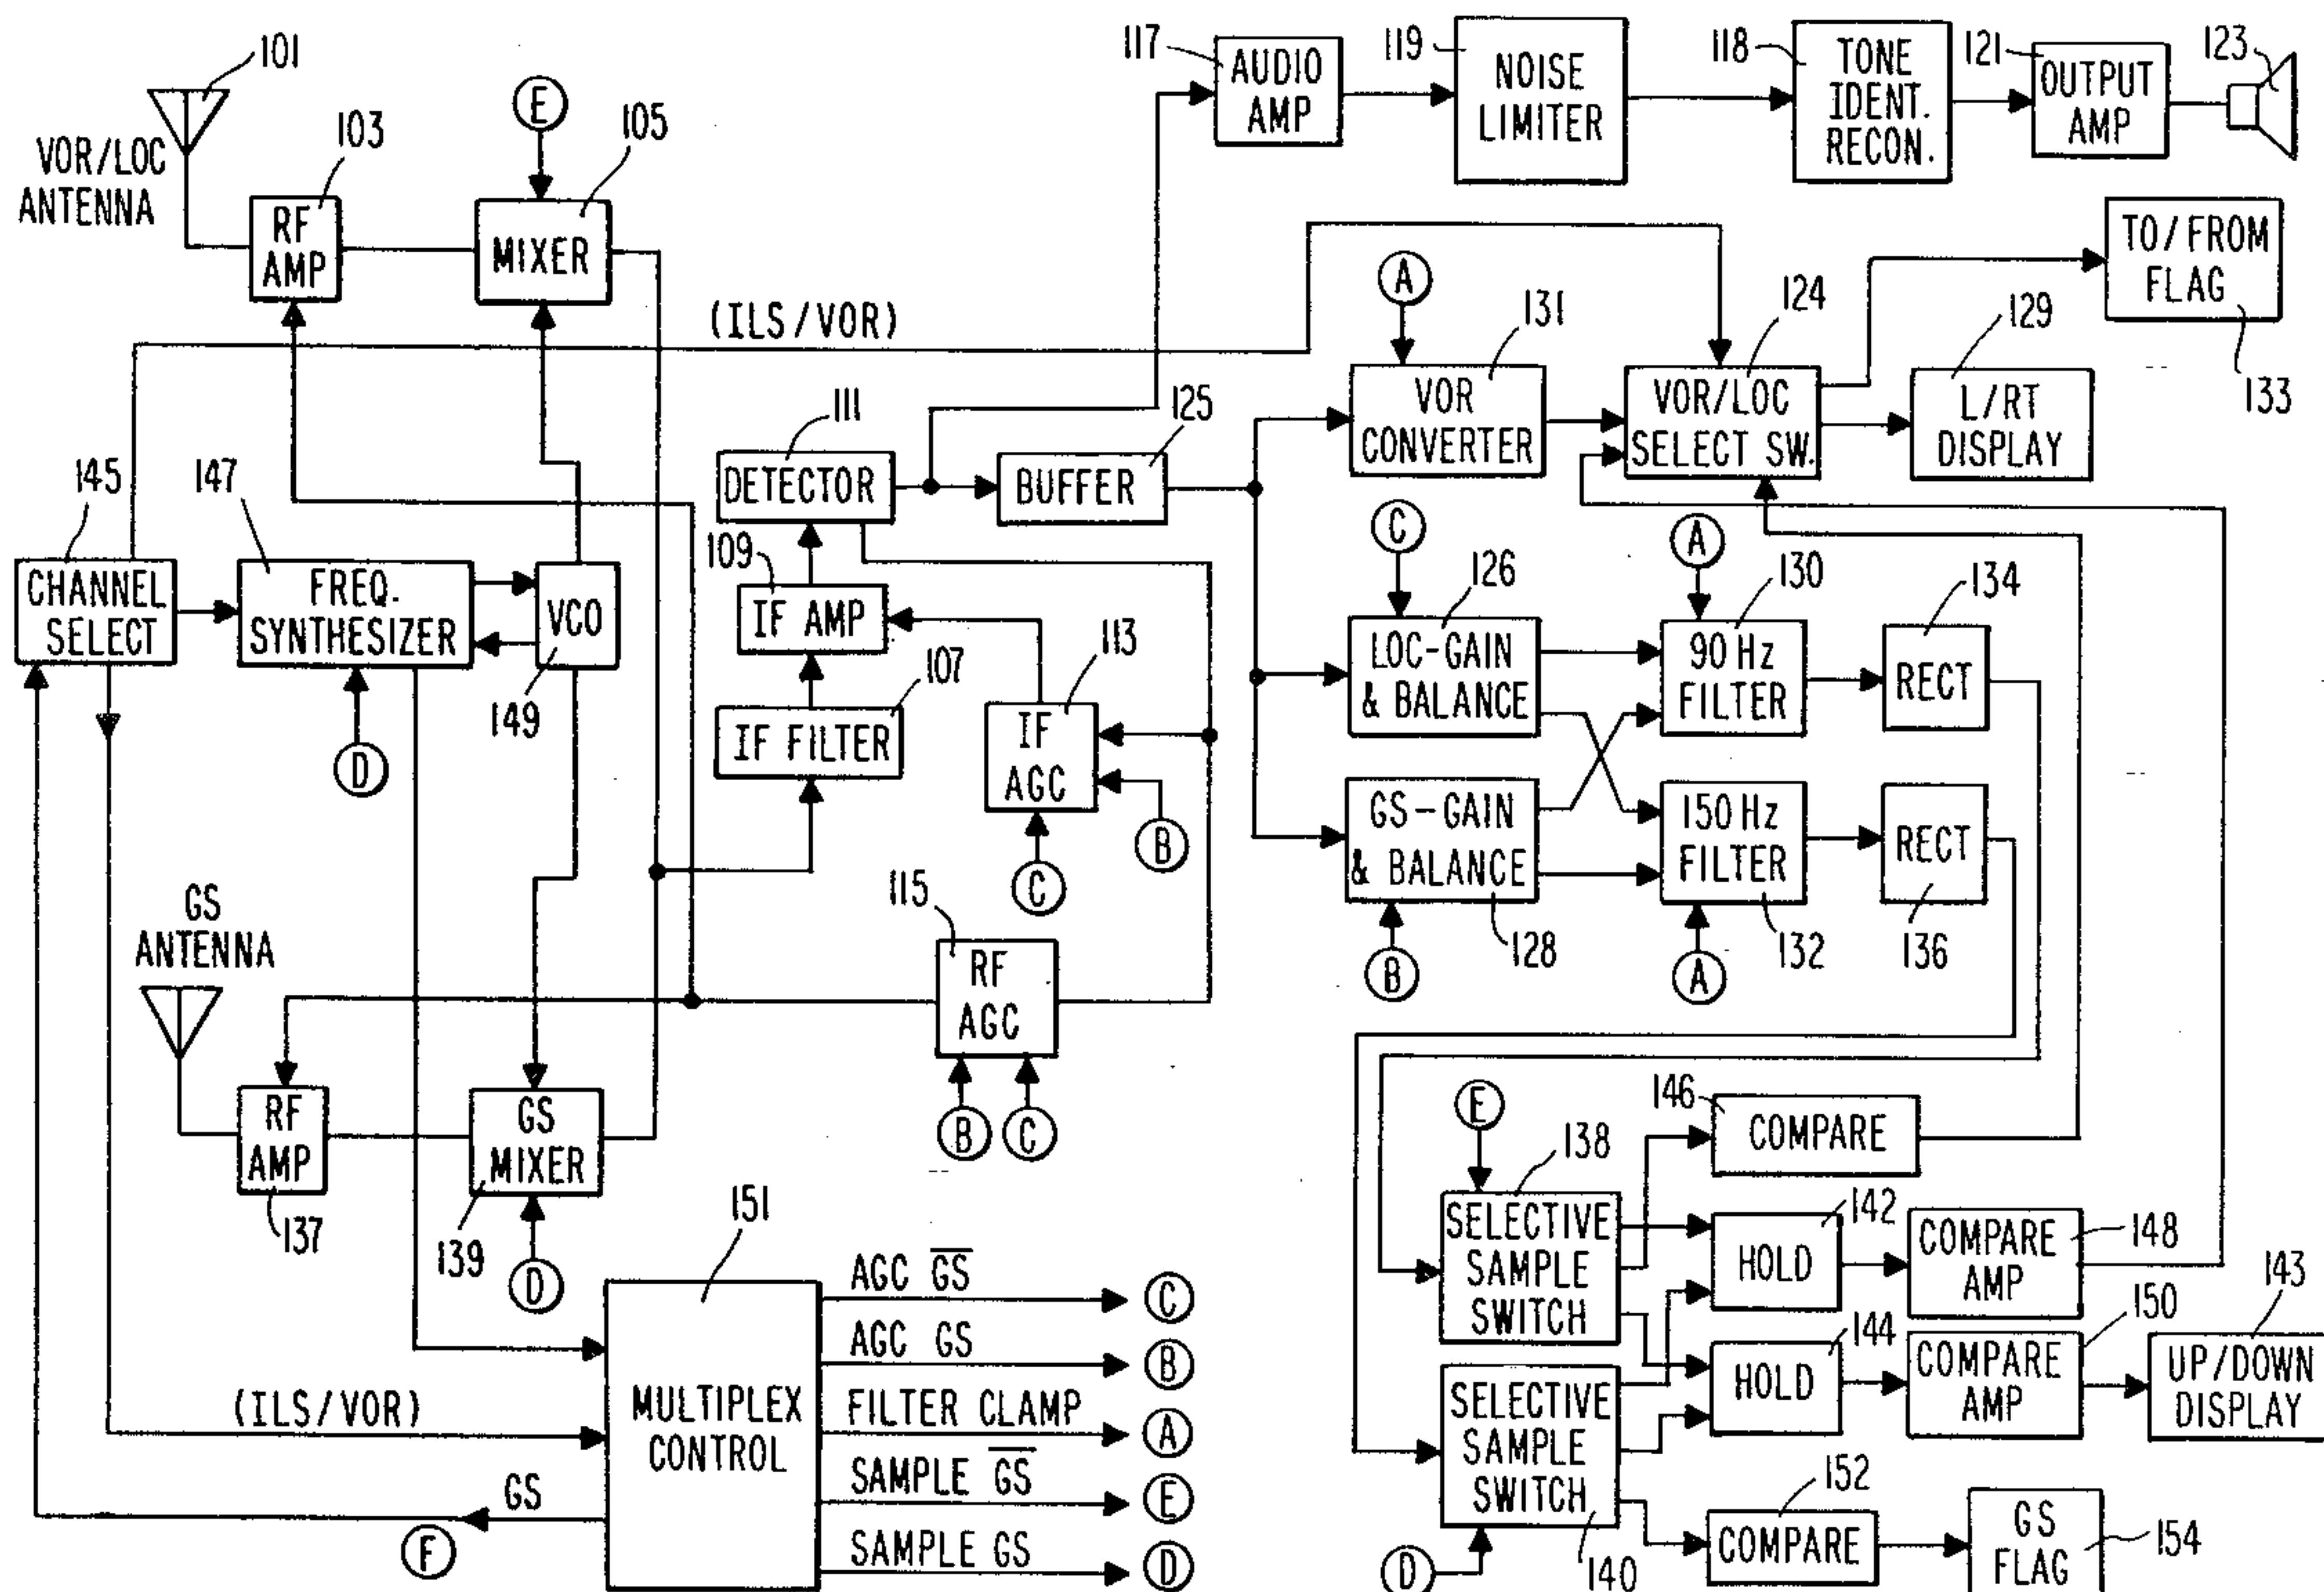 101
VOR/LOC
ANTENNA
103
RF
AMP
E
105
MIXER
117
AUDIO
AMP
119
NOISE
LIMITER
118
TONE
IDENT.
RECON.
121
OUTPUT
AMP
123
TO/FROM
FLAG
133
(ILS/VOR)
A
131
VOR
CONVERTER
124
VOR/LOC
SELECT SW.
129
L/RT
DISPLAY
111
DETECTOR
125
BUFFER
145
CHANNEL
SELECT
147
FREQ.
SYNTHESIZER
VCO
149
D
109
IF AMP
107
IF FILTER
113
IF
AGC
B
C
C
126
LOC-GAIN
& BALANCE
A
130
90 Hz
FILTER
134
RECT
GS-GAIN
& BALANCE
128
B
150 Hz
FILTER
132
A
RECT
136
115
RF
AGC
B
C
GS
ANTENNA
RF
AMP
137
GS
MIXER
139
D
151
MULTIPLEX
CONTROL
(ILS/VOR)
GS
F
AGC G̅S̅
C
AGC GS
B
FILTER CLAMP
A
SAMPLE G̅S̅
E
SAMPLE GS
D
E
138
SELECTIVE
SAMPLE
SWITCH
146
COMPARE
142
HOLD
COMPARE
AMP
148
144
HOLD
COMPARE
AMP
150
143
UP/DOWN
DISPLAY
SELECTIVE
SAMPLE
SWITCH
140
D
152
COMPARE
GS
FLAG
154